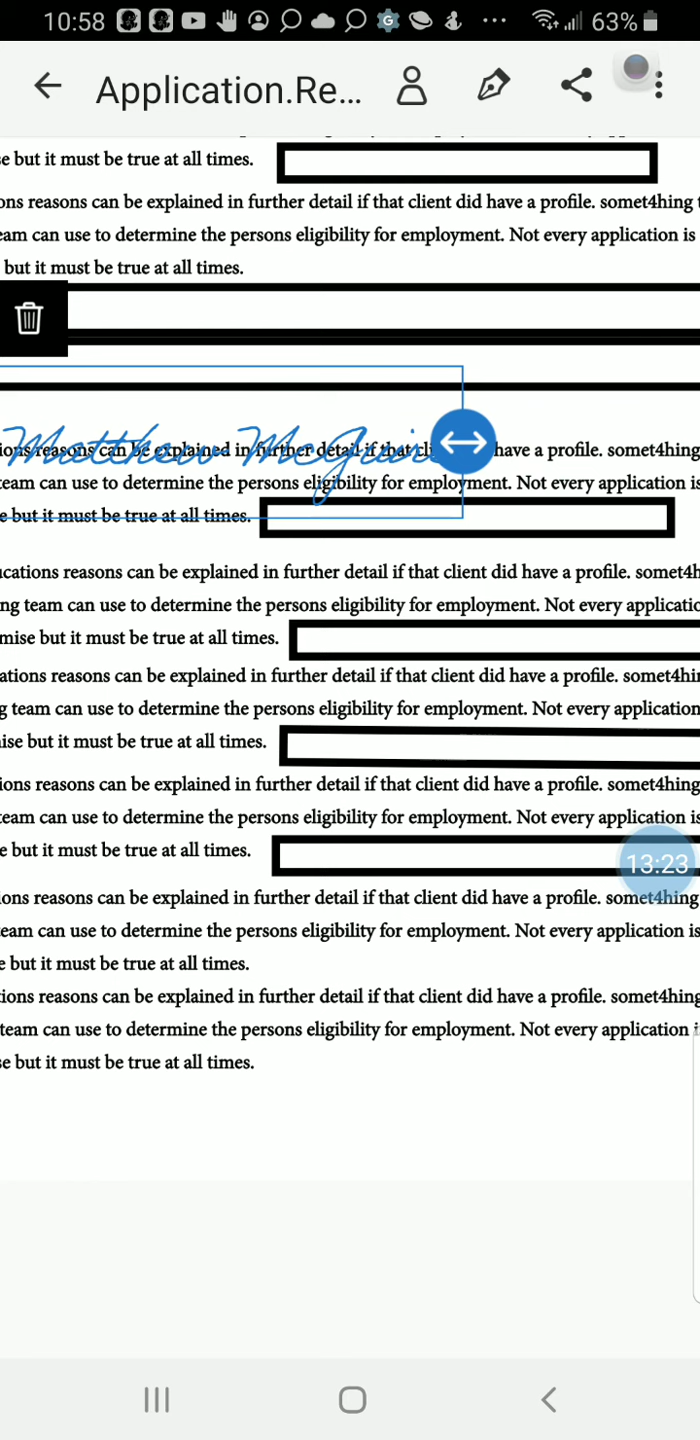 10:58
63%
Application.Re...
e but it must be true at all times.
ons reasons can be explained in further detail if that client did have a profile. somet4hing
eam can use to determine the persons eligibility for employment. Not every application is
but it must be true at all times.
Matthew McGuir
ions reasons can be explained in further detail if that cli have a profile. somet4hing
team can use to determine the persons eligibility for employment. Not every application is
e but it must be true at all times.
ications reasons can be explained in further detail if that client did have a profile. somet4h
ng team can use to determine the persons eligibility for employment. Not every applicatio
mise but it must be true at all times.
ations reasons can be explained in further detail if that client did have a profile. somet4hi
g team can use to determine the persons eligibility for employment. Not every application
ise but it must be true at all times.
ions reasons can be explained in further detail if that client did have a profile. somet4hing
team can use to determine the persons eligibility for employment. Not every application is
e but it must be true at all times.
13:23
ions reasons can be explained in further detail if that client did have a profile. somet4hing
team can use to determine the persons eligibility for employment. Not every application is
e but it must be true at all times.
tions reasons can be explained in further detail if that client did have a profile. somet4hing
team can use to determine the persons eligibility for employment. Not every application i
se but it must be true at all times.